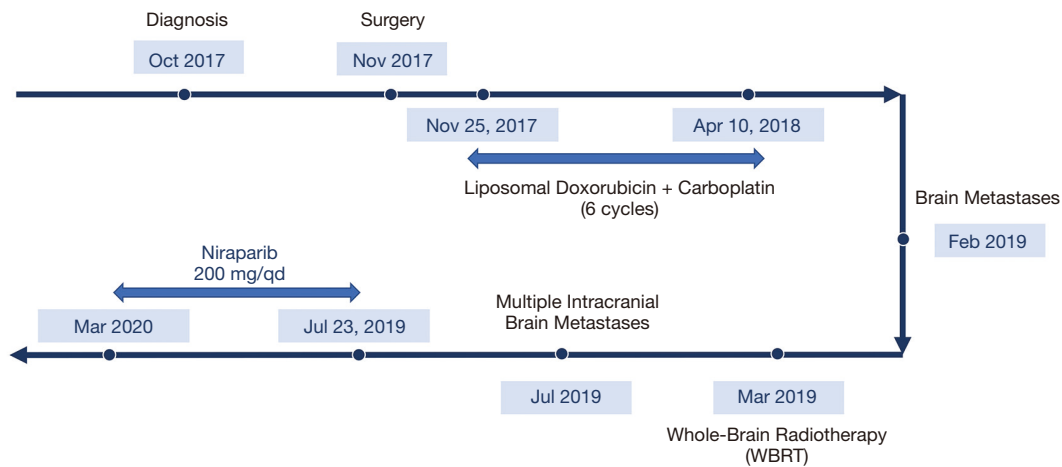 Diagnosis
Surgery
Oct 2017
Nov 2017
Nov 25, 2017
Apr 10, 2018
Liposomal Doxorubicin + Carboplatin
(6 cycles)
Brain Metastases
Feb 2019
Niraparib
200 mg/qd
Multiple Intracranial
Brain Metastases
Mar 2020
Jul 23, 2019
Jul 2019
Mar 2019
Whole-Brain Radiotherapy
(WBRT)